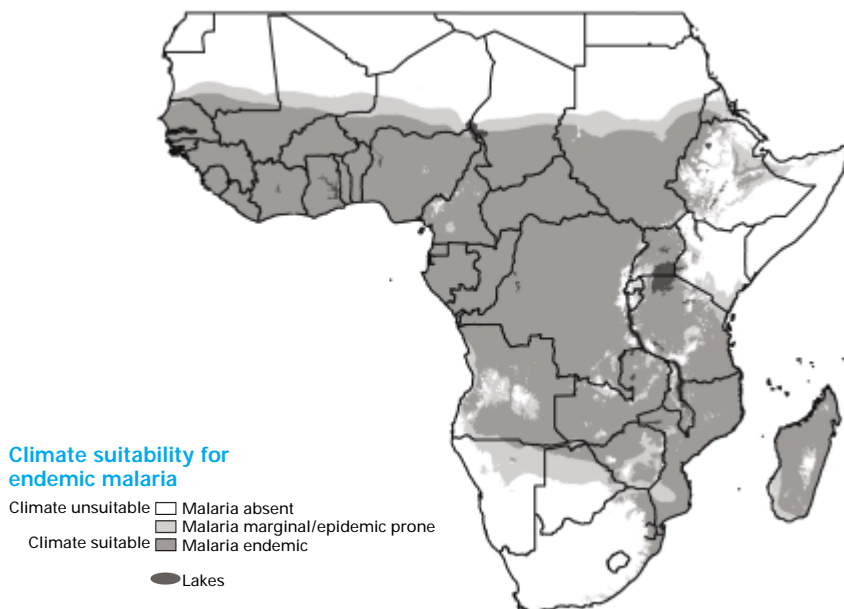 Climate suitability for
endemic malaria
Climate unsuitable Malaria absent
Malaria marginal/epidemic prone
Climate suitable Malaria endemic
Lakes